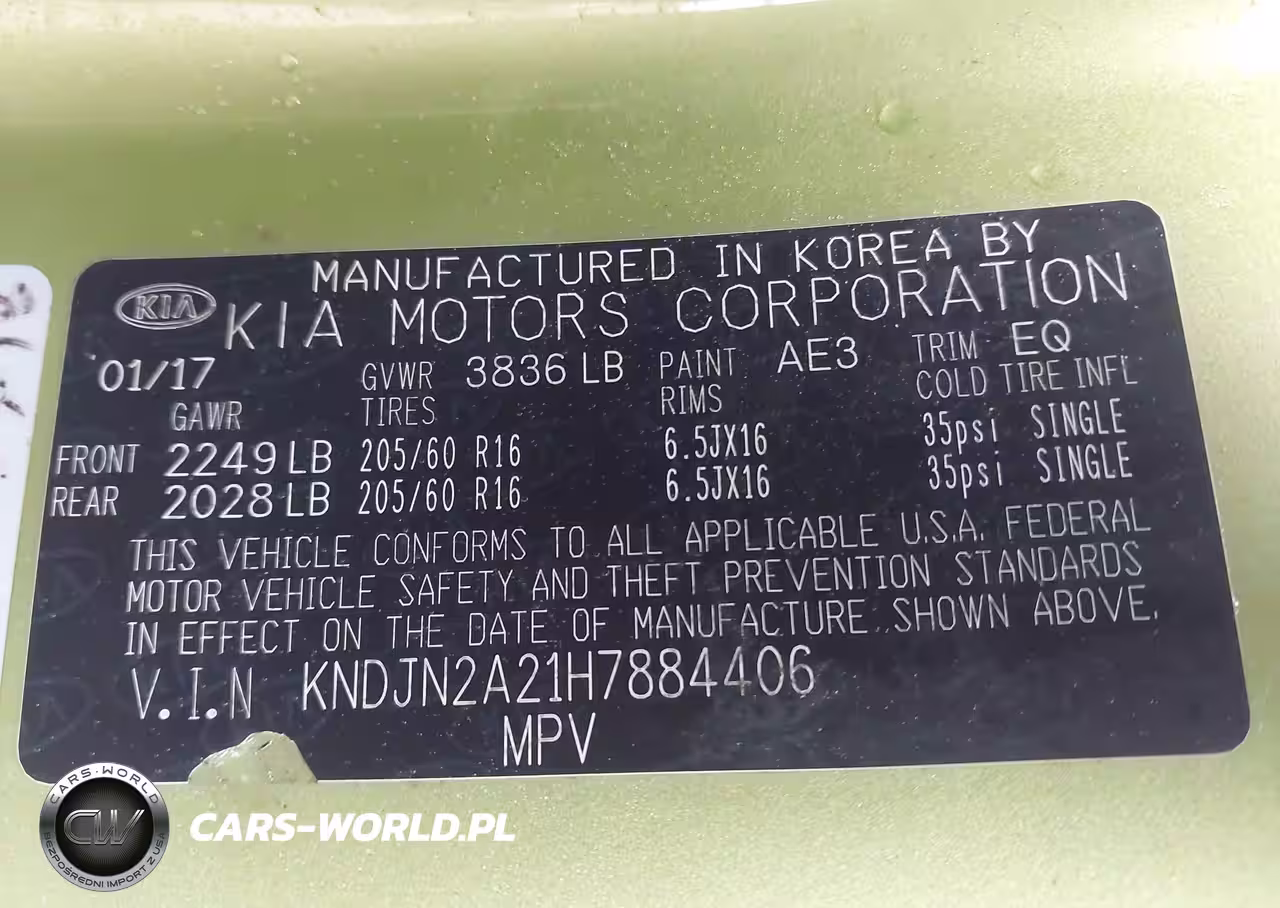 MANUFACTURED IN KOREA BY
KIA KIA MOTORS CORPORATION
01/17 GVWR 3836 LB PAINT AE3 TRIM EQ
GAWR TIRES RIMS COLD TIRE INFL
FRONT 2249 LB 205/60 R16 6.5JX16 35psi SINGLE
REAR 2028 LB 205/60 R16 6.5JX16 35psi SINGLE
THIS VEHICLE CONFORMS TO ALL APPLICABLE U.S.A. FEDERAL
MOTOR VEHICLE SAFETY AND THEFT PREVENTION STANDARDS
IN EFFECT ON THE DATE OF MANUFACTURE SHOWN ABOVE.
V.I.N KNDJN2A21H7884406
MPV
CARS-WORLD
CW
BEZPOŚREDNI IMPORT Z USA
CARS-WORLD.PL